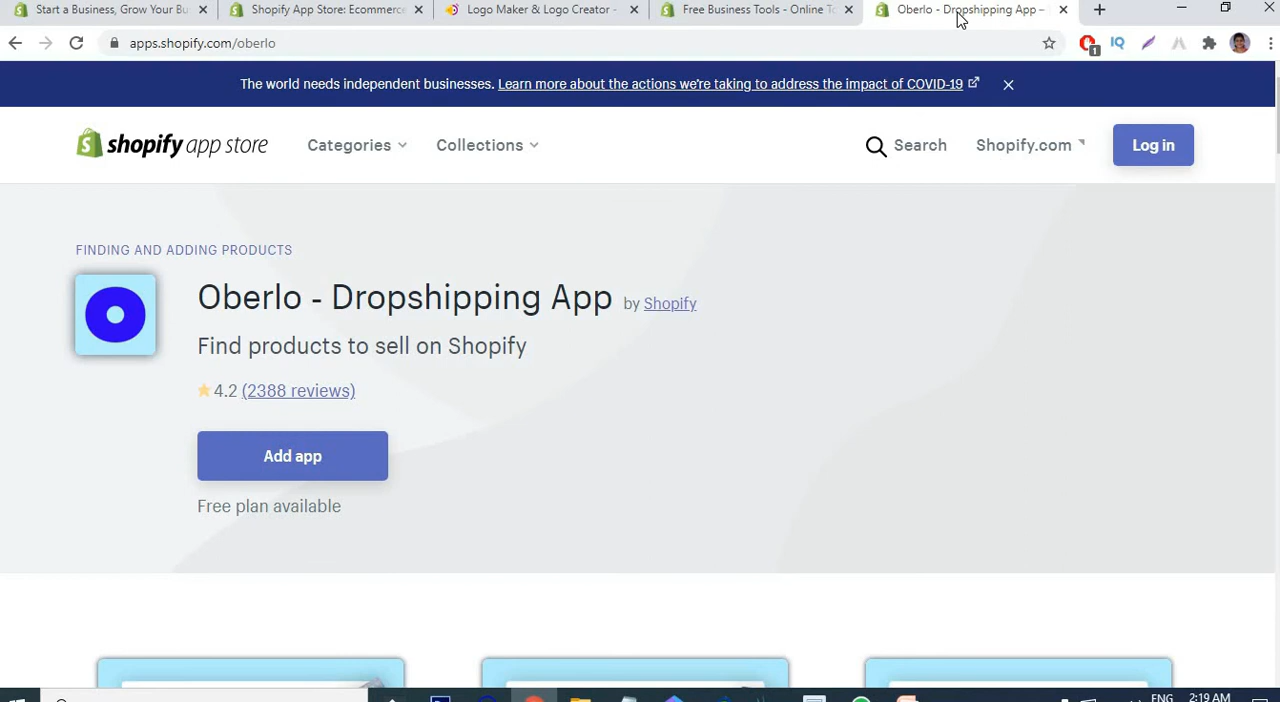 Start a Business, Grow Your Bu
Shopify App Store: Ecommerce
Logo Maker & Logo Creator -
Free Business Tools - Online To
Oberlo - Dropshipping App –
apps.shopify.com/oberlo
1
IQ
The world needs independent businesses. Learn more about the actions we're taking to address the impact of COVID-19
shopify app store
Categories
Collections
Search
Shopify.com
Log in
FINDING AND ADDING PRODUCTS
Oberlo - Dropshipping App by Shopify
Find products to sell on Shopify
4.2 (2388 reviews)
Add app
Free plan available
ENG
2:19 AM